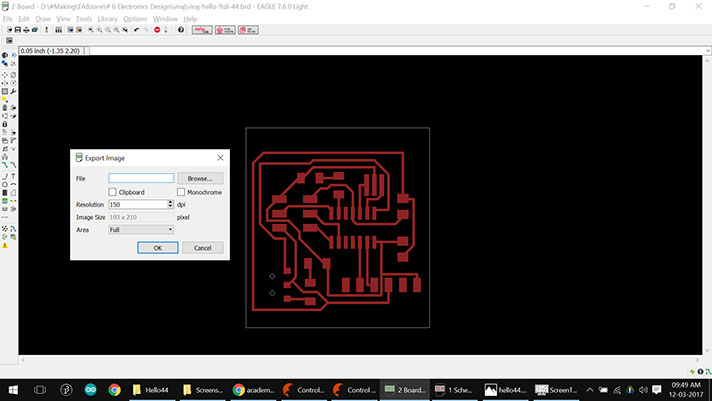 2 Board - D:\#Making\FABzone\# 6 Electronics Design\viraj\viraj-hello-ftdi-44.brd - EAGLE 7.6.0 Light
File Edit Draw View Tools Library Options Window Help
0.05 inch (-1.35 2.20)
Export Image
File
Browse...
Clipboard
Monochrome
Resolution 150 dpi
Image Size 193 x 210 pixel
Area Full
OK
Cancel
Hello44
Screens...
academ...
Control...
Control ...
2 Board...
1 Sche...
hello44...
ScreenT...
09:49 AM
12-03-2017